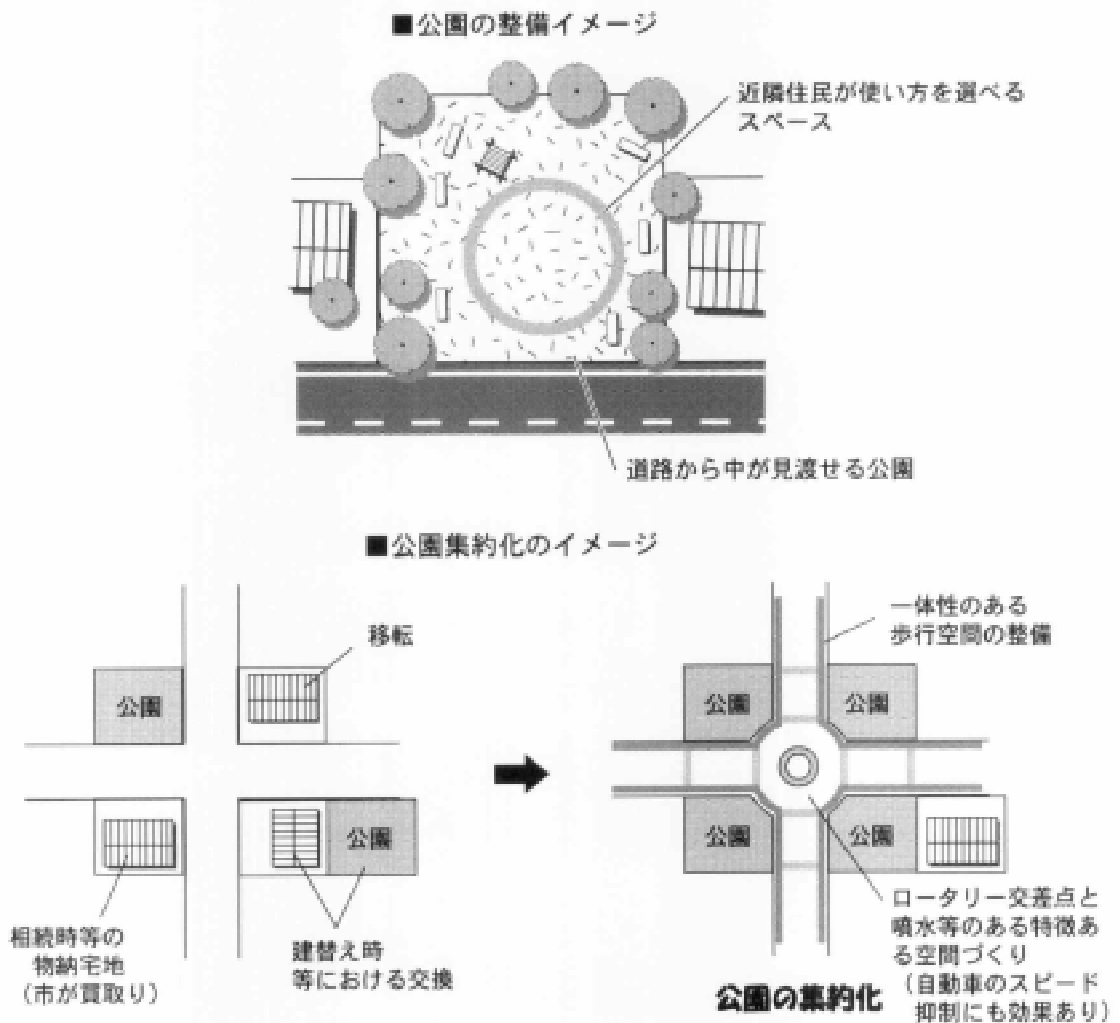 ■公園の整備イメージ
近隣住民が使い方を選べる
スペース
道路から中が見渡せる公園
■公園集約化のイメージ
移転
公園
公園
相続時等の
物納宅地
(市が買取り)
建替え時
等における交換
一体性のある
歩行空間の整備
公園
公園
公園
公園
ロータリー交差点と
噴水等のある特徴あ
る空間づくり
(自動車のスピード
抑制にも効果あり)
公園の集約化